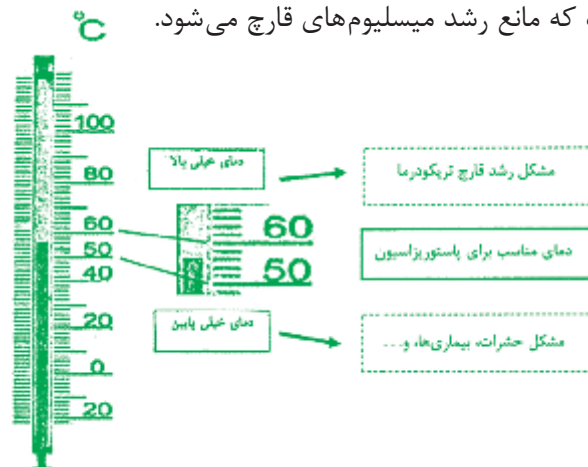 که مانع رشد میسلیوم‌های قارچ می‌شود.
°C
100
80
60
50
40
20
0
20
دمای خیلی بالا
مشکل رشد قارچ تریکودرما
60
50
دمای مناسب برای پاستوریزاسیون
دمای خیلی پایین
مشکل حشرات، بیماری‌ها، و...